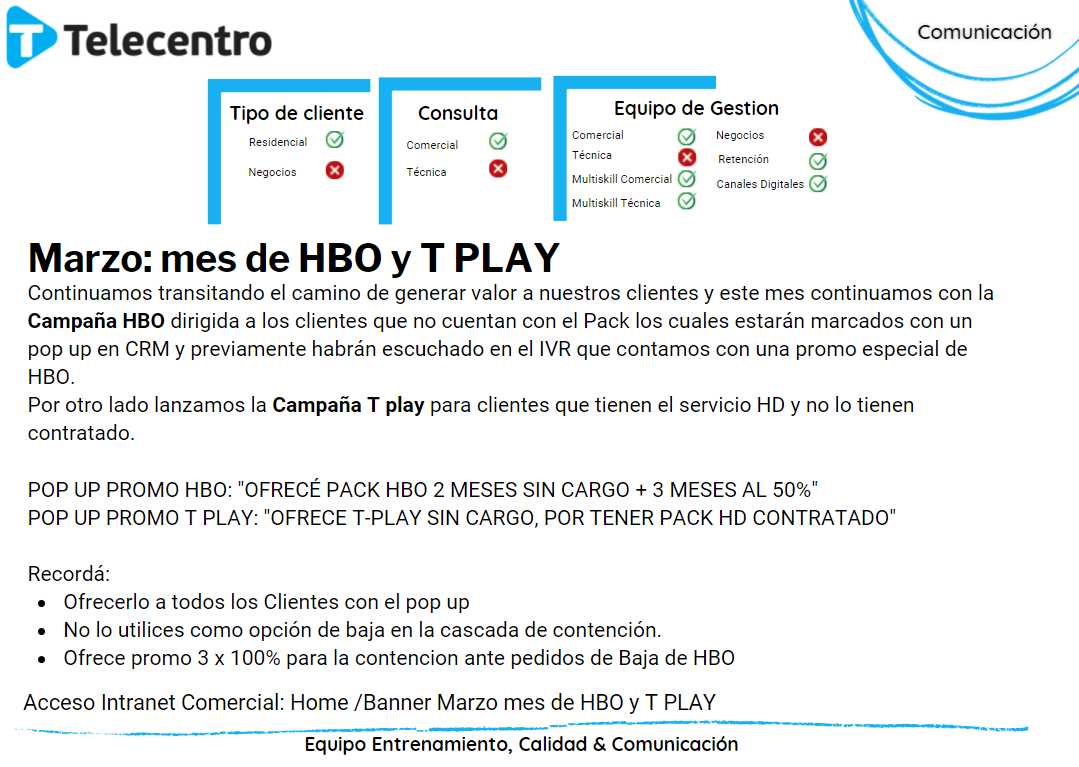 Telecentro
Comunicación
Tipo de cliente
Residencial
Negocios
Consulta
Comercial
Técnica
Equipo de Gestion
Comercial
Técnica
Multiskill Comercial
Multiskill Técnica
Negocios
Retención
Canales Digitales
Marzo: mes de HBO y T PLAY
Continuamos transitando el camino de generar valor a nuestros clientes y este mes continuamos con la
Campaña HBO dirigida a los clientes que no cuentan con el Pack los cuales estarán marcados con un
pop up en CRM y previamente habrán escuchado en el IVR que contamos con una promo especial de
HBO.
Por otro lado lanzamos la Campaña T play para clientes que tienen el servicio HD y no lo tienen
contratado.
POP UP PROMO HBO: "OFRECÉ PACK HBO 2 MESES SIN CARGO + 3 MESES AL 50%"
POP UP PROMO T PLAY: "OFRECE T-PLAY SIN CARGO, POR TENER PACK HD CONTRATADO"
Recordá:
• Ofrecerlo a todos los Clientes con el pop up
• No lo utilices como opción de baja en la cascada de contención.
• Ofrece promo 3 x 100% para la contencion ante pedidos de Baja de HBO
Acceso Intranet Comercial: Home /Banner Marzo mes de HBO y T PLAY
Equipo Entrenamiento, Calidad & Comunicación